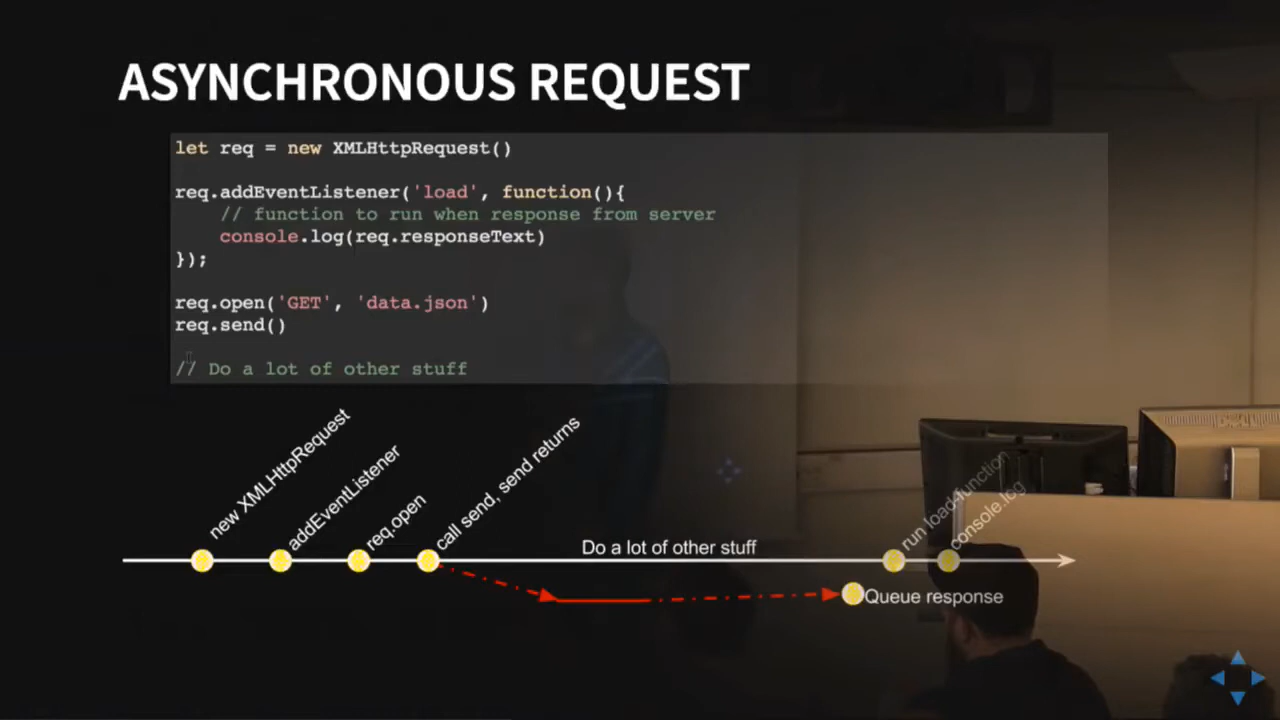 ASYNCHRONOUS REQUEST
let req = new XMLHttpRequest()
req.addEventListener('load', function(){
// function to run when response from server
console.log(req.responseText)
});
req.open('GET', 'data.json')
req.send()
// Do a lot of other stuff
new XMLHttpRequest
addEventListener
req.open
call send, send returns
Do a lot of other stuff
run load-function
console.log
Queue response
DELL